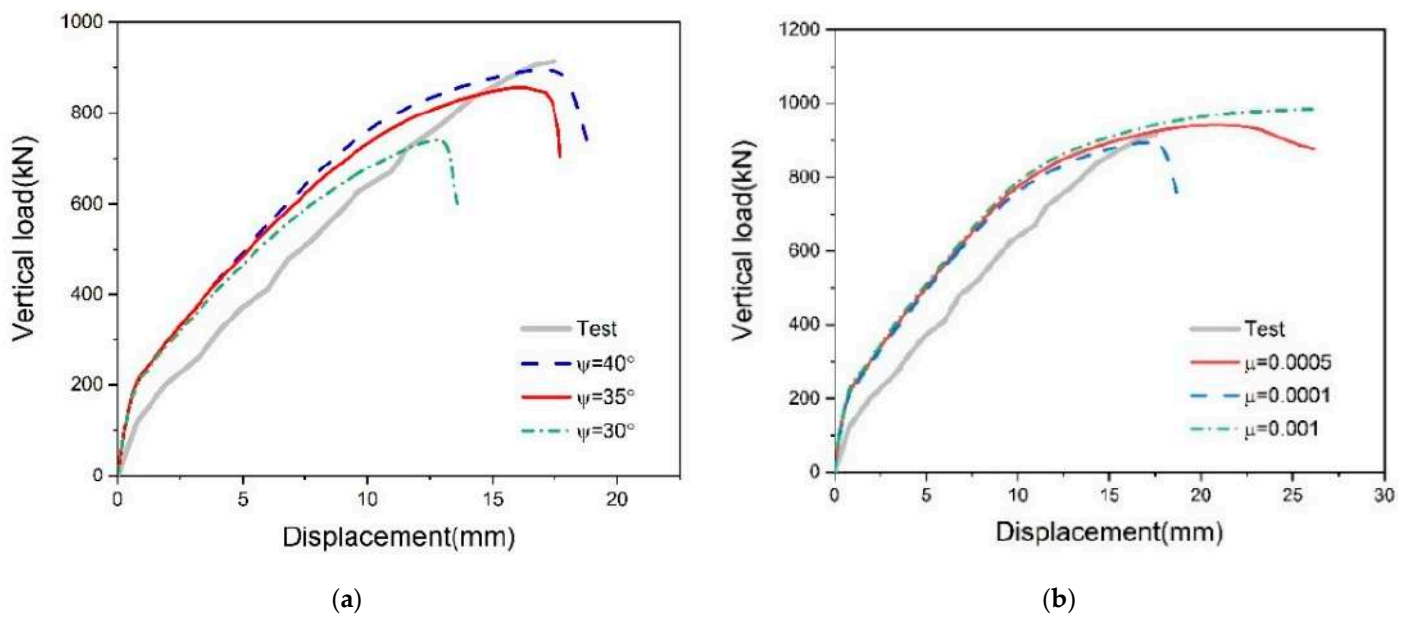 1000
800
600
400
200
0
0
5
10
15
20
Vertical load(kN)
Displacement(mm)
Test
ψ=40°
ψ=35°
ψ=30°
(a)
1200
1000
800
600
400
200
0
0
5
10
15
20
25
30
Vertical load(kN)
Displacement(mm)
Test
μ=0.0005
μ=0.0001
μ=0.001
(b)